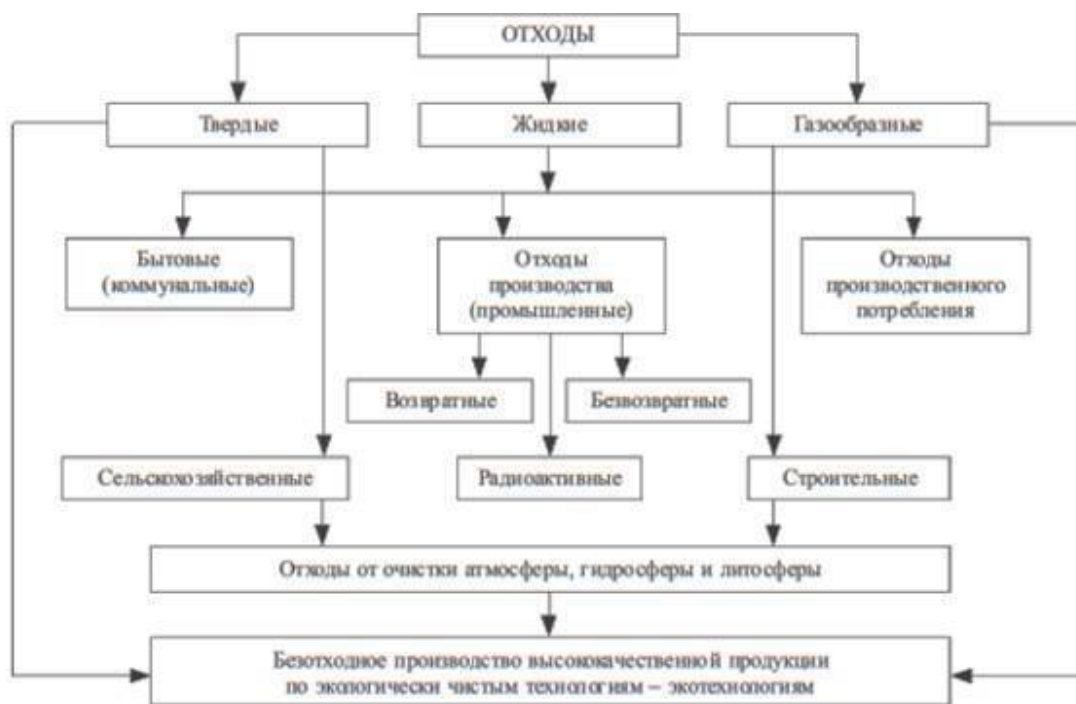 ОТХОДЫ
Твердые
Жидкие
Газообразные
Бытовые
(коммунальные)
Отходы
производства
(промышленные)
Отходы
производственного
потребления
Возвратные
Безвозвратные
Сельскохозяйственные
Радиоактивные
Строительные
Отходы от очистки атмосферы, гидросферы и литосферы
Безотходное производство высококачественной продукции
по экологически чистым технологиям – экотехнологиям